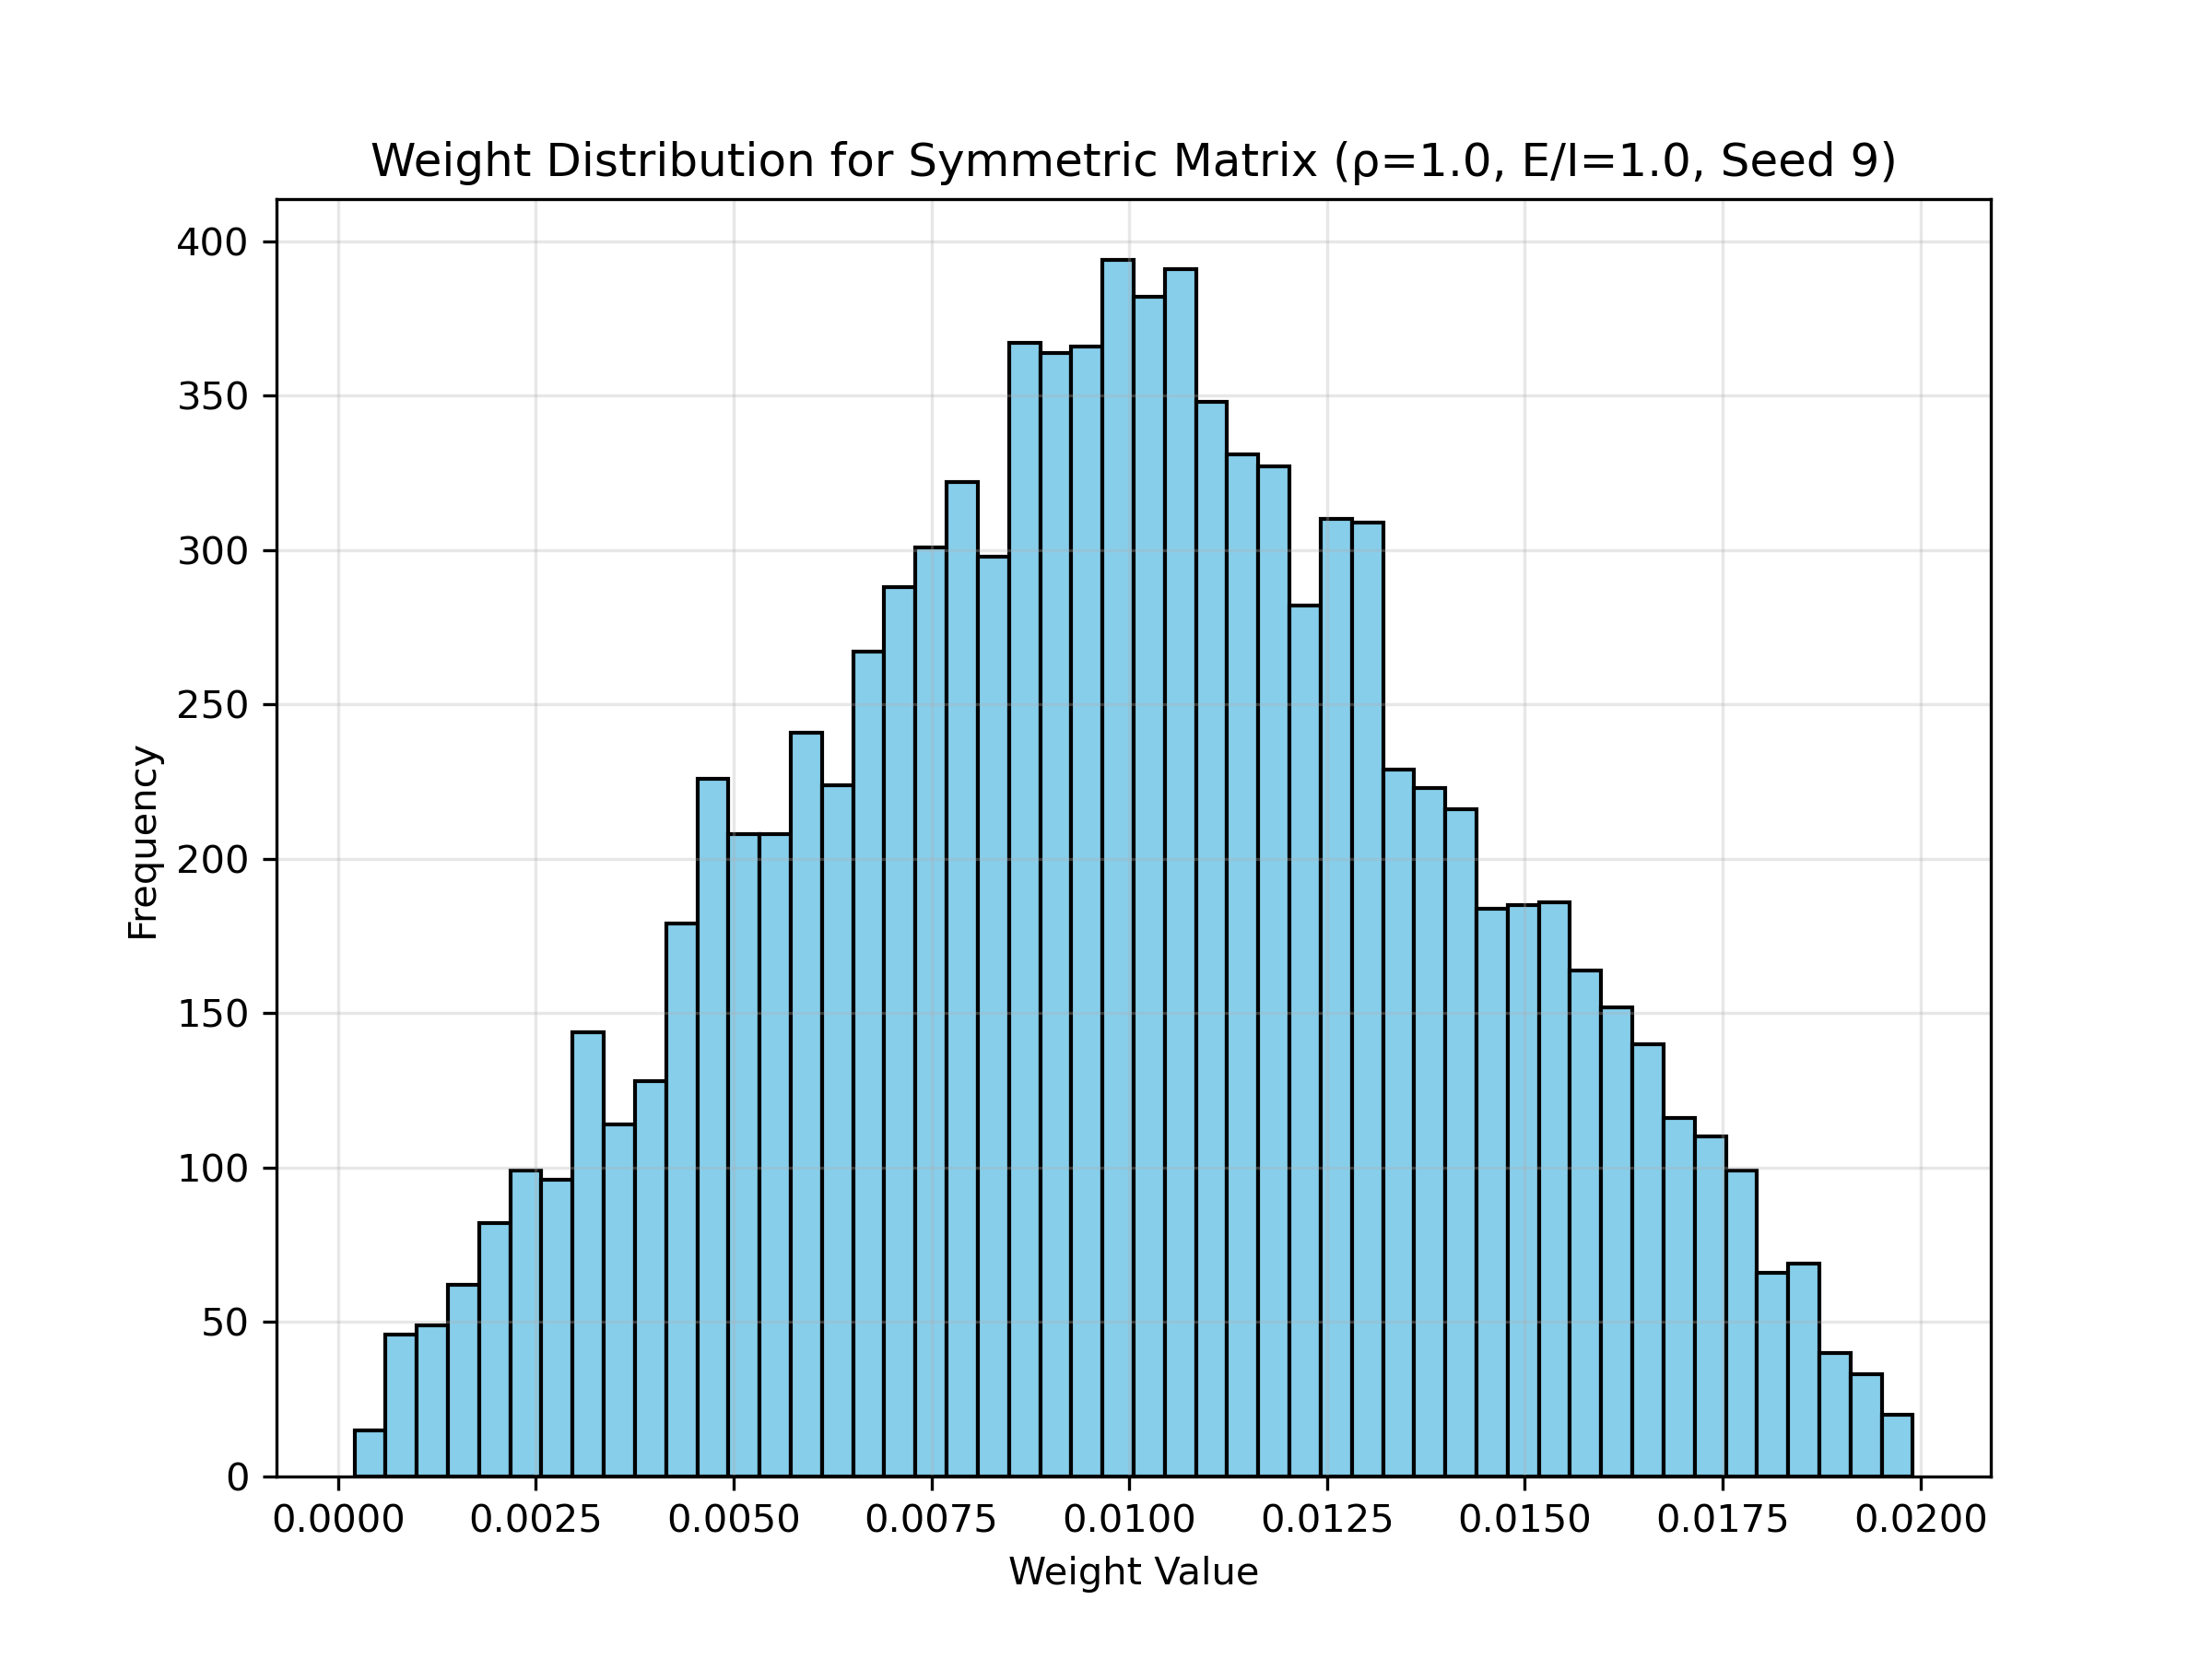 Weight Distribution for Symmetric Matrix (ρ=1.0, E/I=1.0, Seed 9)
400
350
300
250
200
150
100
50
0
Frequency
0.0000 0.0025 0.0050 0.0075 0.0100 0.0125 0.0150 0.0175 0.0200
Weight Value